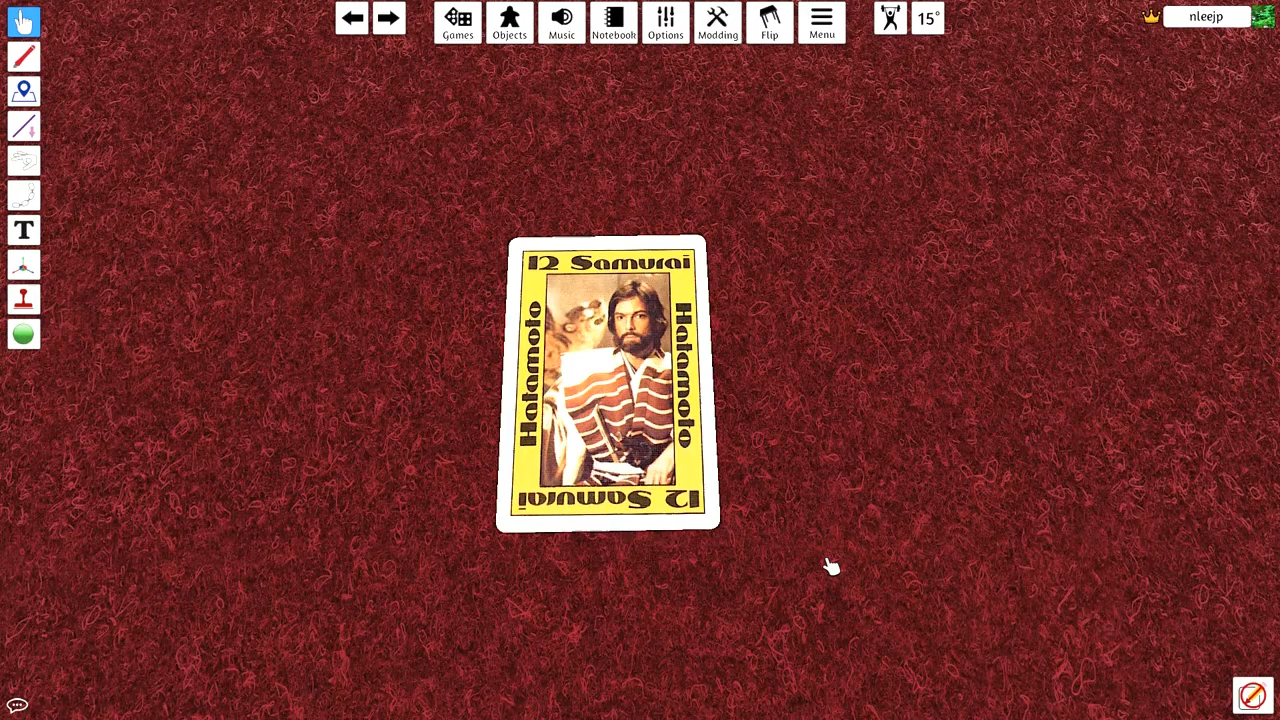 Games
Objects
Music
Notebook
Options
Modding
Flip
Menu
15°
nleejp
T
12 Samurai
Hatamoto
Hatamoto
12 Samurai